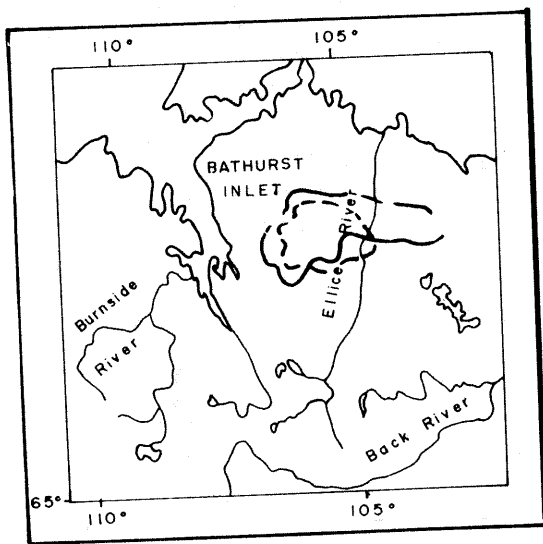 110° 105°
BATHURST
INLET
Ellice River
Burnside
River
Back River
65°
110° 105°